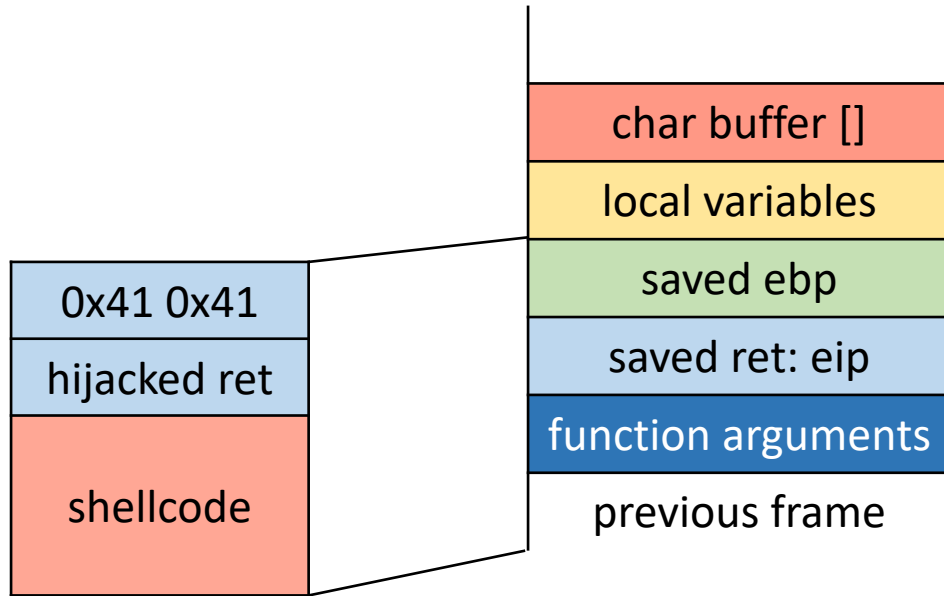 char buffer []
local variables
saved ebp
saved ret: eip
function arguments
previous frame
0x41 0x41
hijacked ret
shellcode